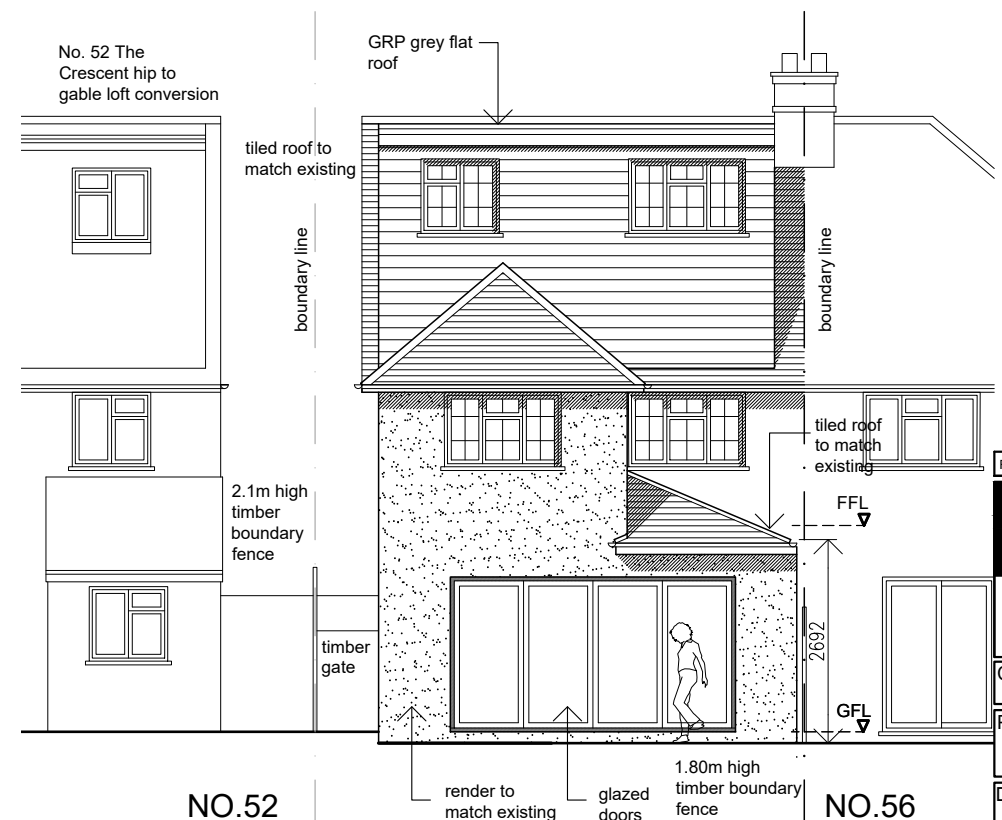 No. 52 The
Crescent hip to
gable loft conversion
GRP grey flat
roof
tiled roof to
match existing
boundary line
boundary line
tiled roof
to match
existing
FFL
2.1m high
timber
boundary
fence
timber
gate
2692
GFL
NO.52
render to
match existing
glazed
doors
1.80m high
timber boundary
fence
NO.56